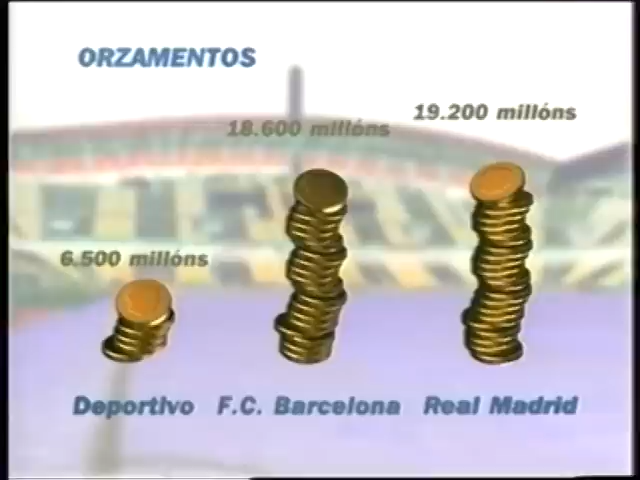 ORZAMENTOS
19.200 millóns
18.600 millóns
6.500 millóns
Deportivo F.C. Barcelona Real Madrid